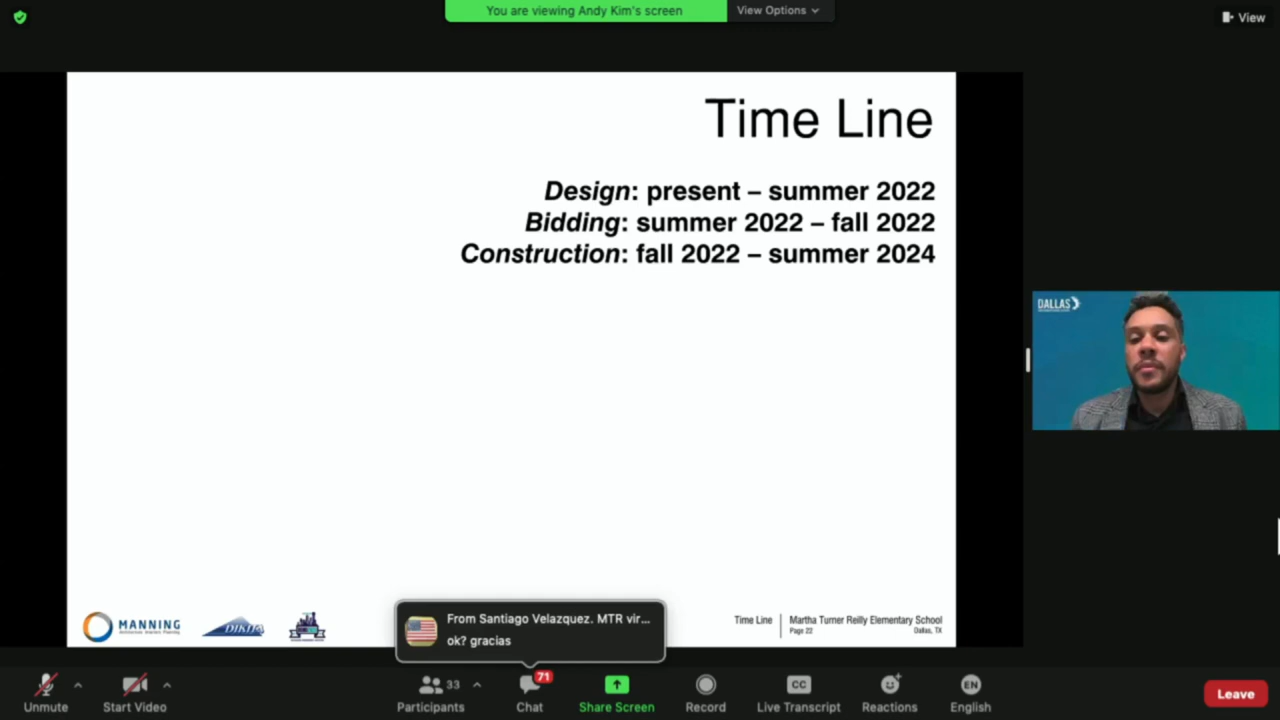 You are viewing Andy Kim's screen
View Options
View
Time Line
Design: present – summer 2022
Bidding: summer 2022 – fall 2022
Construction: fall 2022 – summer 2024
DALLAS
MANNING
DIKITA
From Santiago Velazquez. MTR vir...
ok? gracias
Time Line
Martha Turner Reilly Elementary School
Page 22
Dallas, TX
Unmute
Start Video
33
Participants
71
Chat
Share Screen
Record
CC
Live Transcript
Reactions
EN
English
Leave